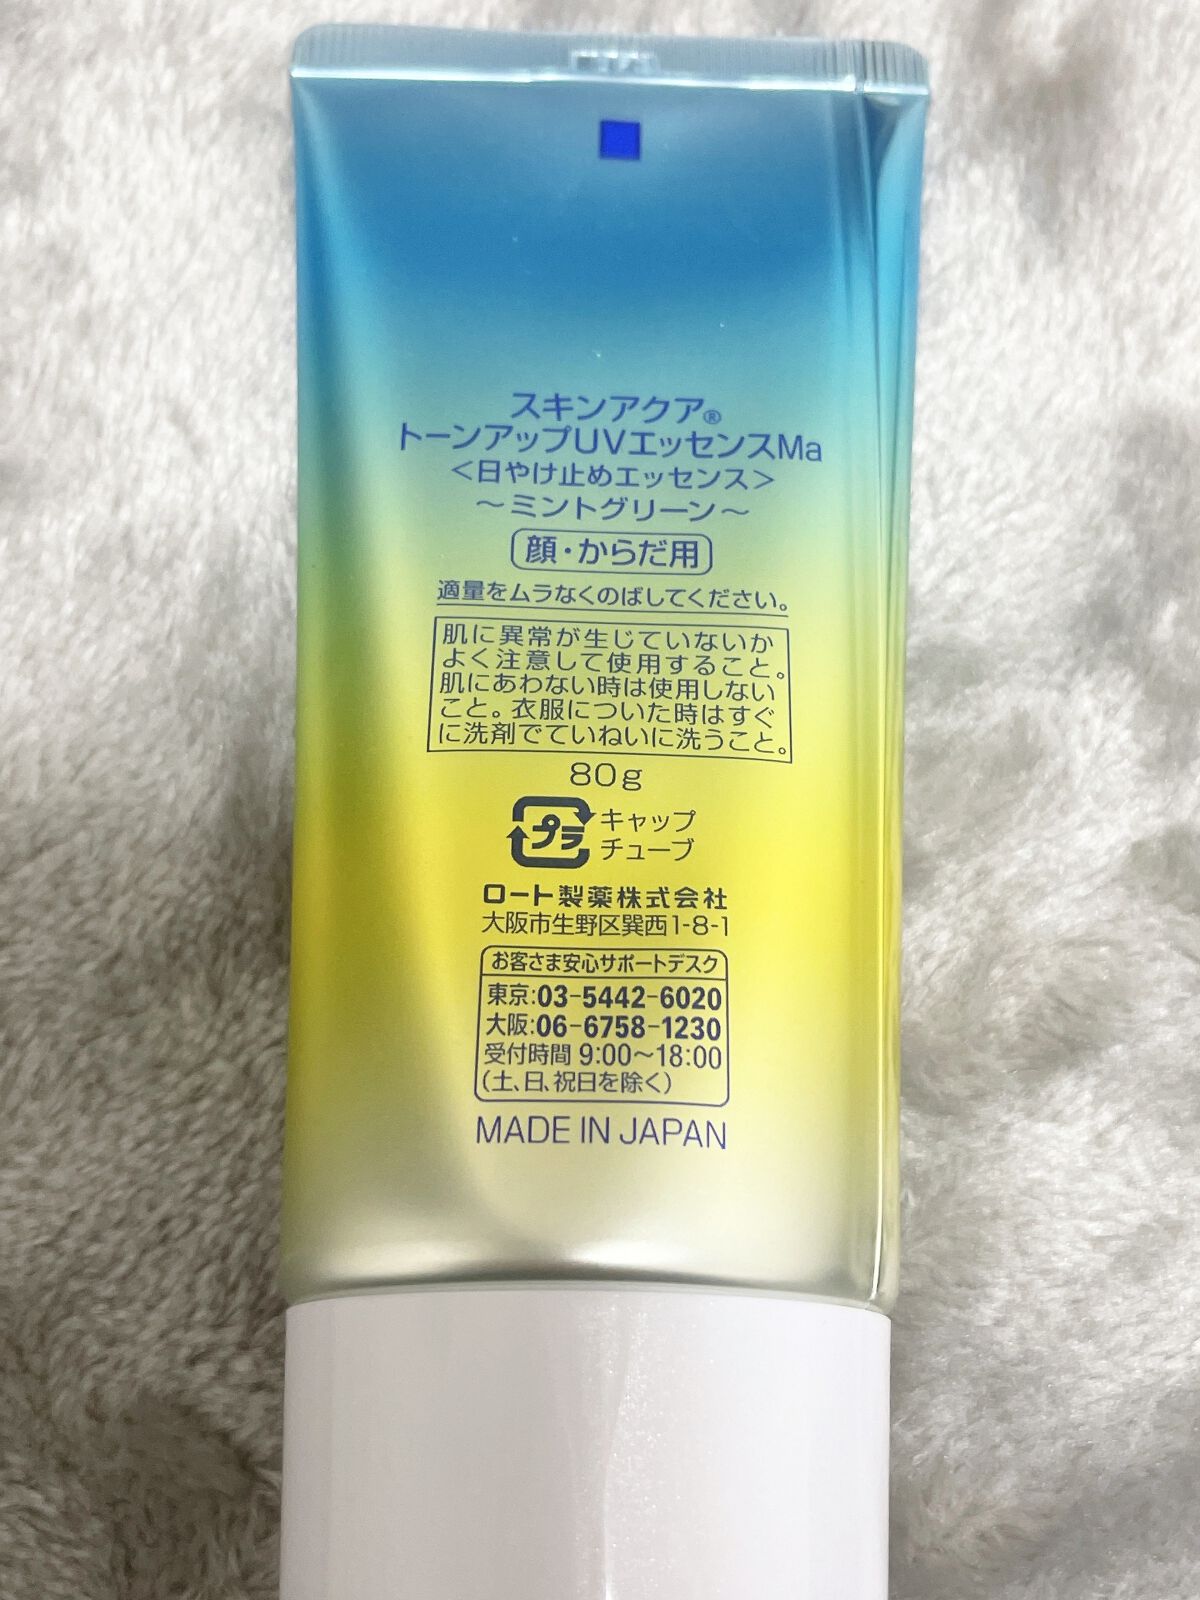 スキンアクア®
トーンアップUVエッセンスMa
<日やけ止めエッセンス>
～ミントグリーン～
顔・からだ用
適量をムラなくのばしてください。
肌に異常が生じていないか
よく注意して使用すること。
肌にあわない時は使用しない
こと。衣服についた時はすぐ
に洗剤でていねいに洗うこと。
80g
プラ キャップ
チューブ
ロート製薬株式会社
大阪市生野区巽西1-8-1
お客さま安心サポートデスク
東京:03-5442-6020
大阪:06-6758-1230
受付時間 9:00～18:00
(土、日、祝日を除く)
MADE IN JAPAN